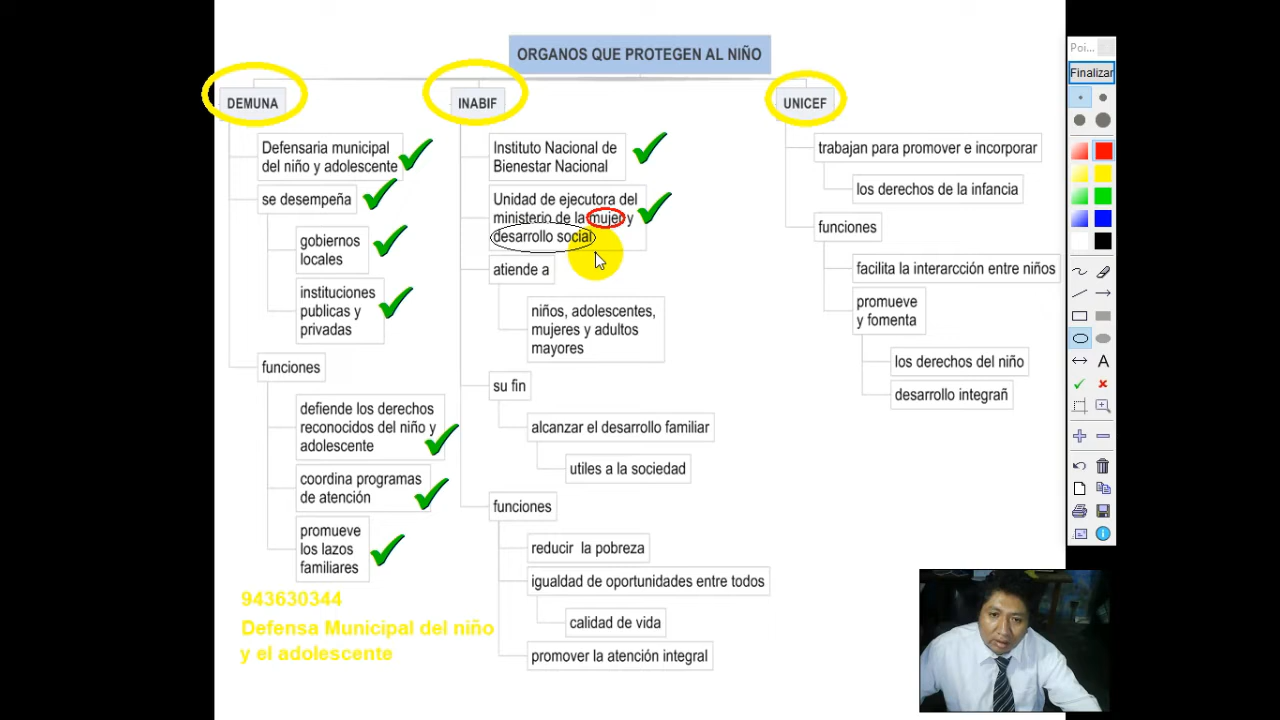 ORGANOS QUE PROTEGEN AL NIÑO
DEMUNA
Defensaria municipal
del niño y adolescente
se desempeña
gobiernos
locales
instituciones
publicas y
privadas
funciones
defiende los derechos
reconocidos del niño y
adolescente
coordina programas
de atención
promueve
los lazos
familiares
943630344
Defensa Municipal del niño
y el adolescente
INABIF
Instituto Nacional de
Bienestar Nacional
Unidad de ejecutora del
ministerio de la mujer y
desarrollo social
atiende a
niños, adolescentes,
mujeres y adultos
mayores
su fin
alcanzar el desarrollo familiar
utiles a la sociedad
funciones
reducir la pobreza
igualdad de oportunidades entre todos
calidad de vida
promover la atención integral
UNICEF
trabajan para promover e incorporar
los derechos de la infancia
funciones
facilita la interarcción entre niños
promueve
y fomenta
los derechos del niño
desarrollo integrañ
Poi...
Finalizar
A